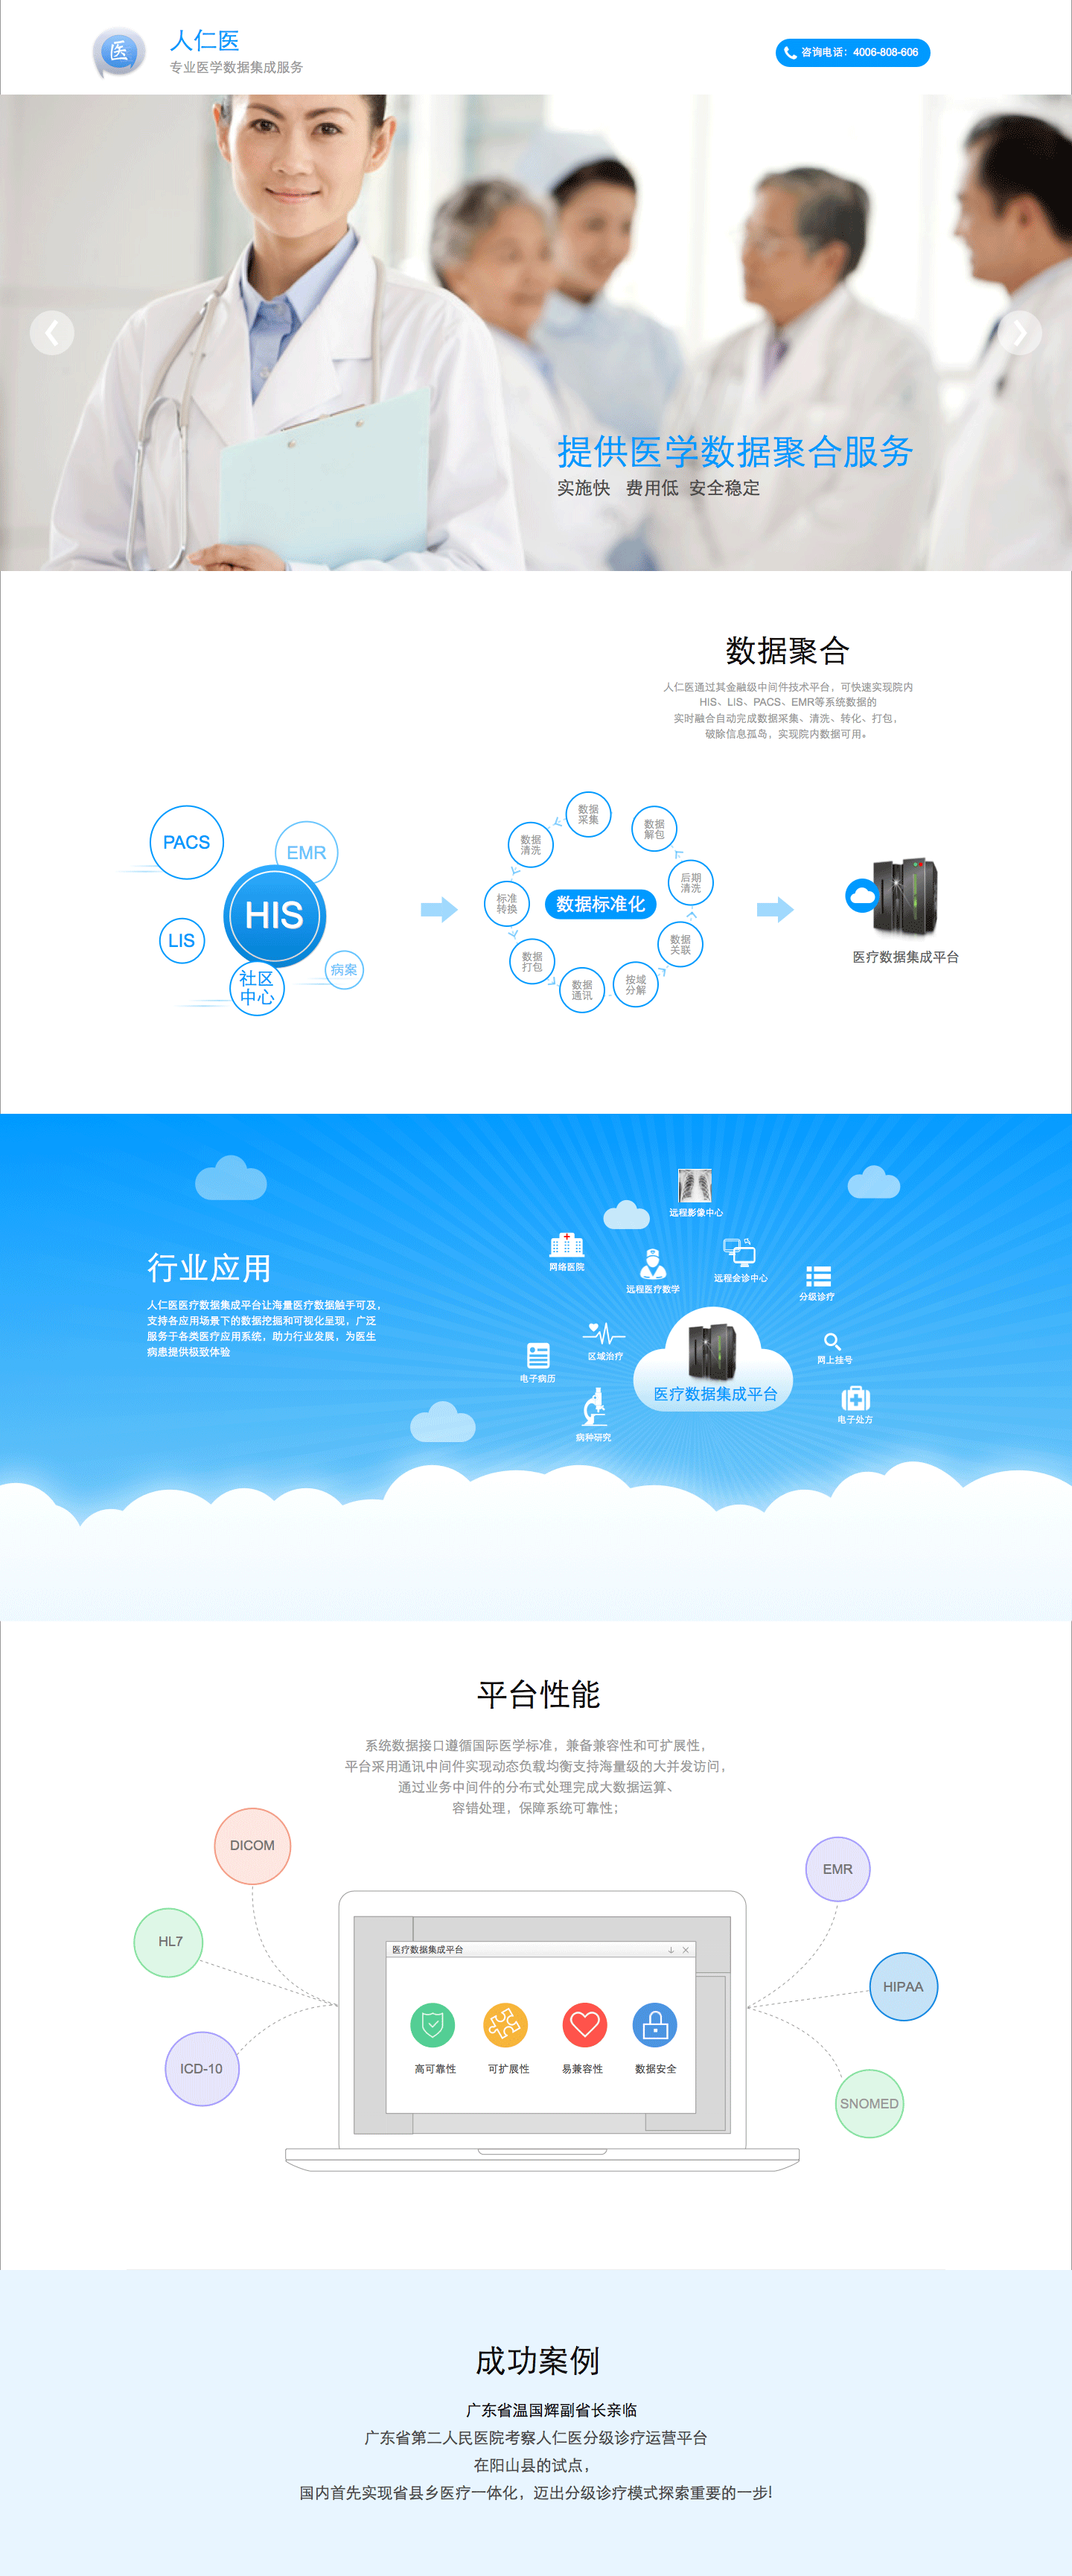 医
人仁医
专业医学数据集成服务
咨询电话：4006-808-606
提供医学数据聚合服务
实施快 费用低 安全稳定
数据聚合
人仁医通过其金融级中间件技术平台，可快速实现院内
HIS、LIS、PACS、EMR等系统数据的
实时融合自动完成数据采集、清洗、转化、打包，
破除信息孤岛，实现院内数据可用。
PACS
EMR
HIS
LIS
社区
中心
病案
数据
采集
数据
解包
数据
清洗
后期
清洗
标准
转换
数据标准化
数据
关联
数据
打包
按域
分解
数据
通讯
医疗数据集成平台
行业应用
人仁医医疗数据集成平台让海量医疗数据触手可及，
支持各应用场景下的数据挖掘和可视化呈现，广泛
服务于各类医疗应用系统，助力行业发展，为医生
病患提供极致体验
远程影像中心
网络医院
远程医疗数学
远程会诊中心
分级诊疗
区域治疗
网上挂号
电子病历
医疗数据集成平台
电子处方
病种研究
平台性能
系统数据接口遵循国际医学标准，兼备兼容性和可扩展性，
平台采用通讯中间件实现动态负载均衡支持海量级的大并发访问，
通过业务中间件的分布式处理完成大数据运算、
容错处理，保障系统可靠性；
DICOM
EMR
HL7
HIPAA
ICD-10
SNOMED
医疗数据集成平台
高可靠性
可扩展性
易兼容性
数据安全
成功案例
广东省温国辉副省长亲临
广东省第二人民医院考察人仁医分级诊疗运营平台
在阳山县的试点，
国内首先实现省县乡医疗一体化，迈出分级诊疗模式探索重要的一步!